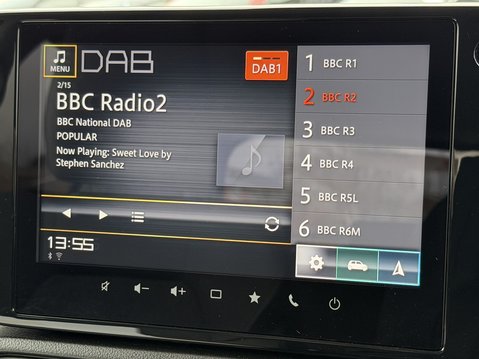 MENU
DAB
DAB1
2/15
BBC Radio2
BBC National DAB
POPULAR
Now Playing: Sweet Love by
Stephen Sanchez
13:55
1 BBC R1
2 BBC R2
3 BBC R3
4 BBC R4
5 BBC R5L
6 BBC R6M